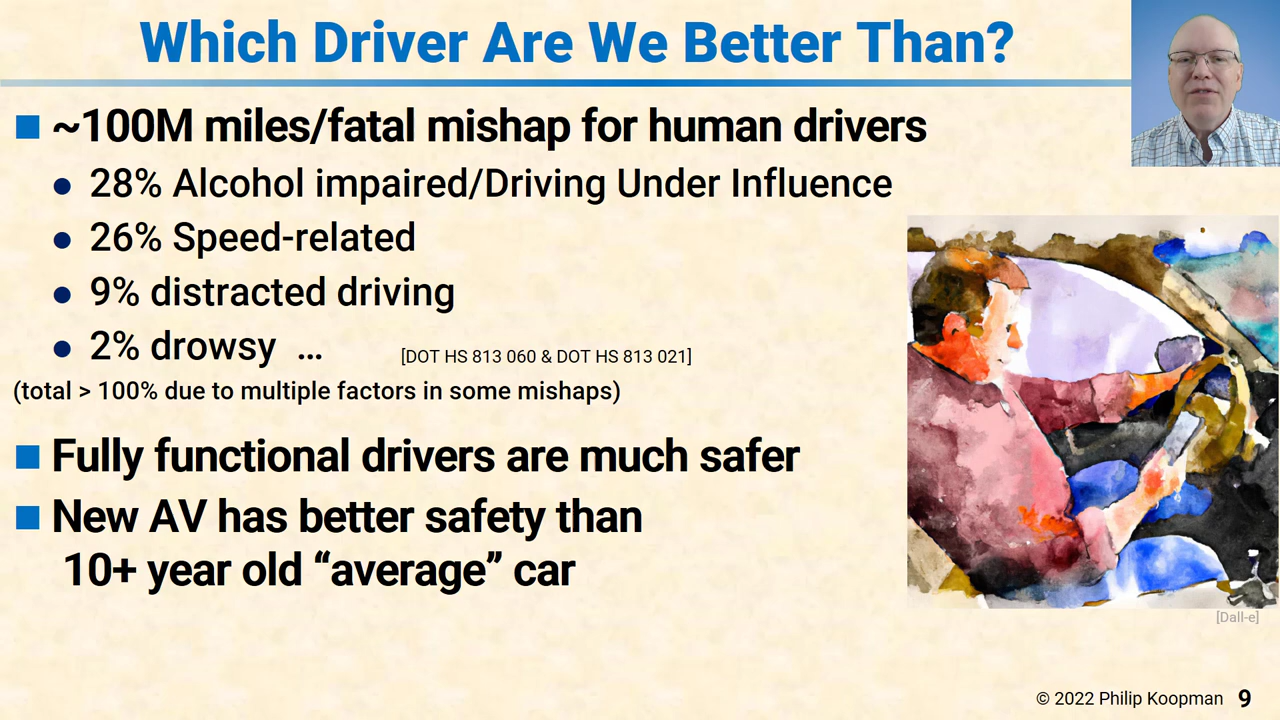 Which Driver Are We Better Than?
~100M miles/fatal mishap for human drivers
28% Alcohol impaired/Driving Under Influence
26% Speed-related
9% distracted driving
2% drowsy ...
[DOT HS 813 060 & DOT HS 813 021]
(total > 100% due to multiple factors in some mishaps)
Fully functional drivers are much safer
New AV has better safety than
10+ year old “average” car
[Dall-e]
© 2022 Philip Koopman 9